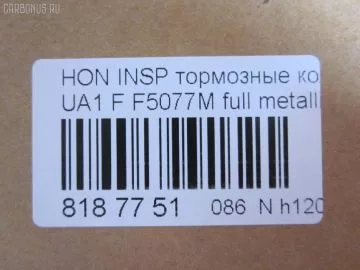 CARBONUS.RU
HON INSP тормозные ко
UA1 F F5077M full metall
818 77 51
086 N h120